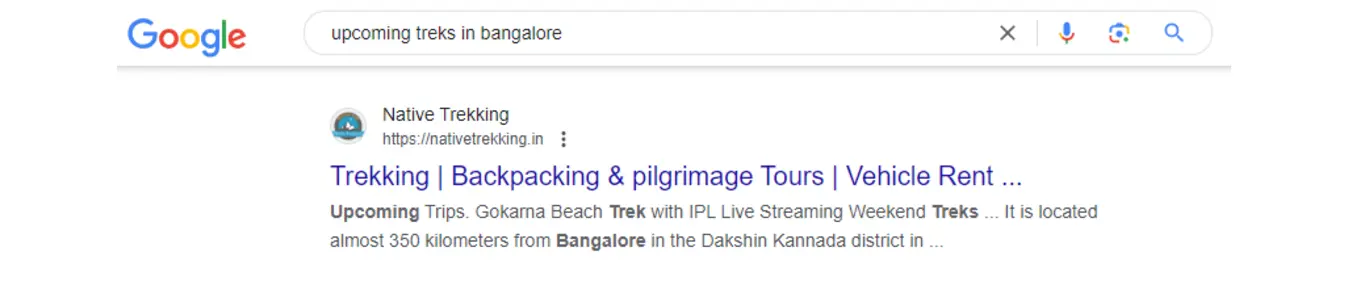 Google
upcoming treks in bangalore
Native Trekking
https://nativetrekking.in
Trekking | Backpacking & pilgrimage Tours | Vehicle Rent ...
Upcoming Trips. Gokarna Beach Trek with IPL Live Streaming Weekend Treks ... It is located
almost 350 kilometers from Bangalore in the Dakshin Kannada district in ...